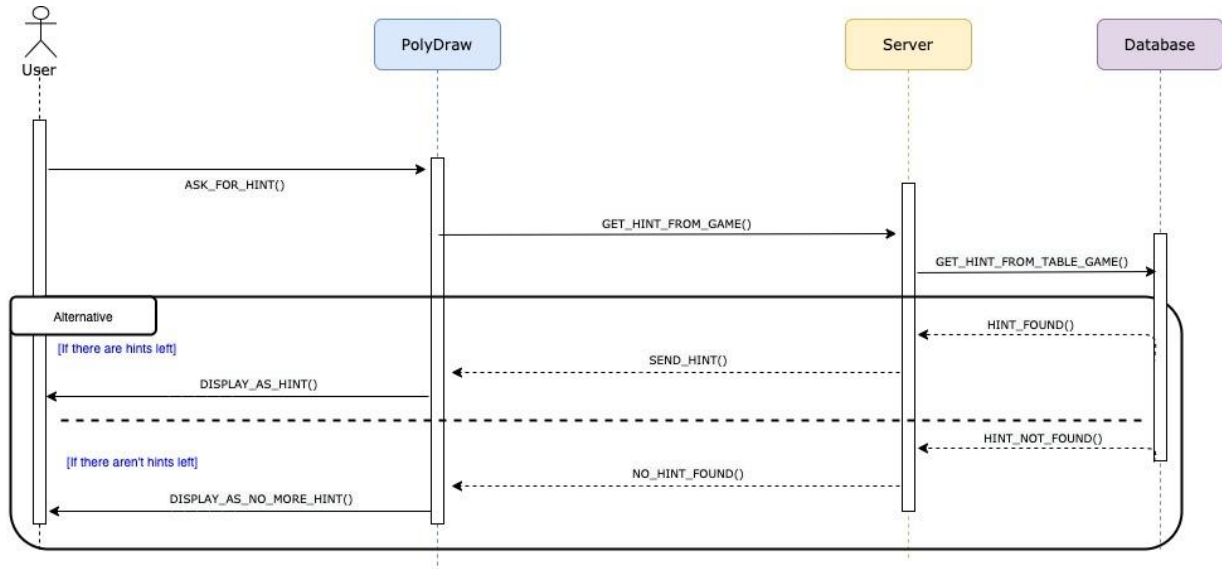 User
PolyDraw
Server
Database
ASK_FOR_HINT()
GET_HINT_FROM_GAME()
GET_HINT_FROM_TABLE_GAME()
Alternative
HINT_FOUND()
[If there are hints left]
SEND_HINT()
DISPLAY_AS_HINT()
HINT_NOT_FOUND()
[If there aren't hints left]
NO_HINT_FOUND()
DISPLAY_AS_NO_MORE_HINT()